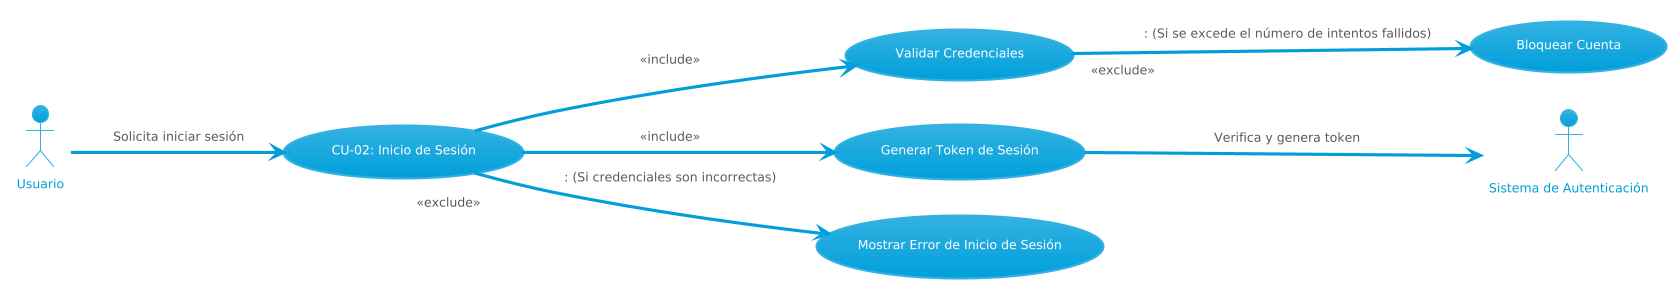 Usuario
Solicita iniciar sesión
CU-02: Inicio de Sesión
«include»
Validar Credenciales
: (Si se excede el número de intentos fallidos)
«exclude»
Bloquear Cuenta
«include»
Generar Token de Sesión
Verifica y genera token
Sistema de Autenticación
: (Si credenciales son incorrectas)
«exclude»
Mostrar Error de Inicio de Sesión